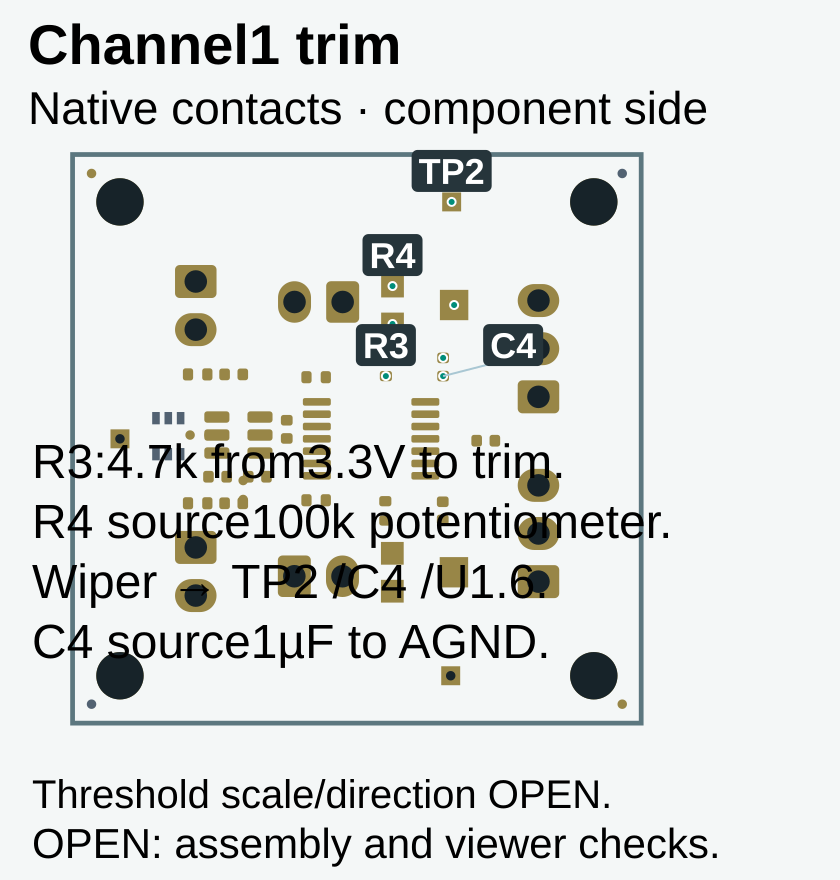 Channel1 trim
Native contacts · component side
TP2
R4
R3
C4
R3:4.7k from3.3V to trim.
R4 source100k potentiometer.
Wiper → TP2 /C4 /U1.6.
C4 source1µF to AGND.
Threshold scale/direction OPEN.
OPEN: assembly and viewer checks.